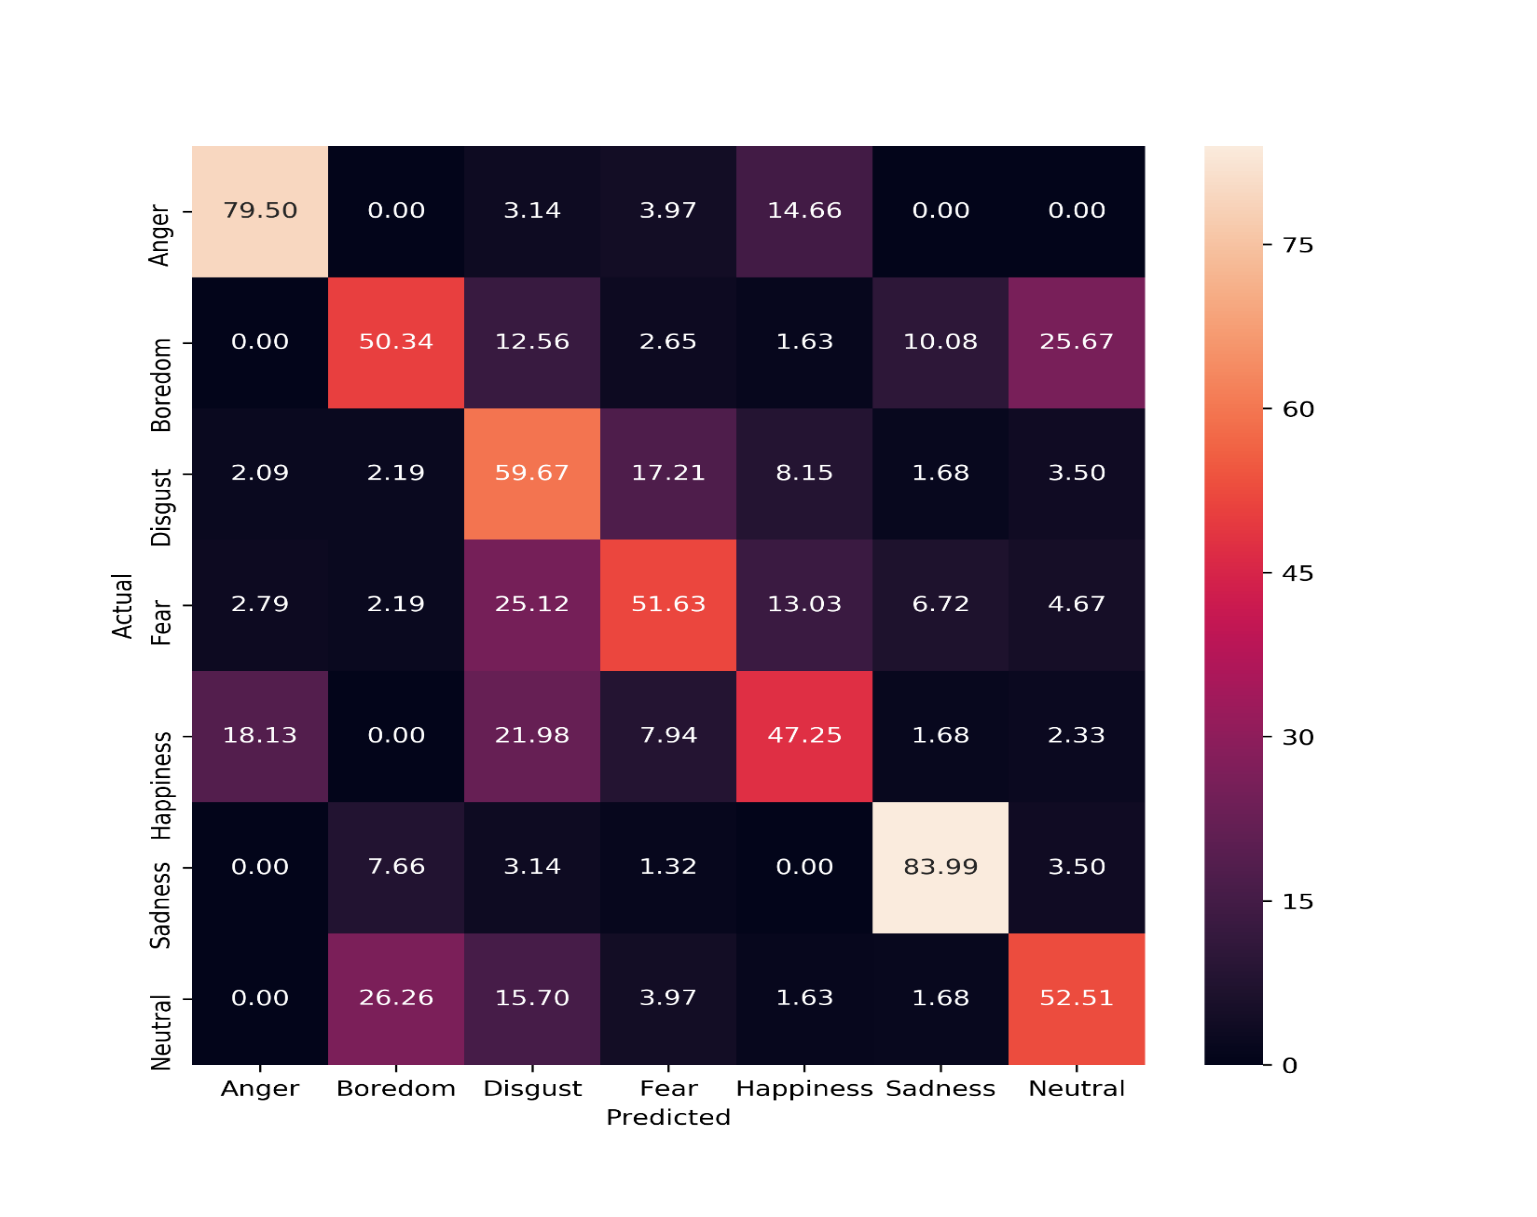 Anger 79.50 0.00 3.14 3.97 14.66 0.00 0.00
Boredom 0.00 50.34 12.56 2.65 1.63 10.08 25.67
Disgust 2.09 2.19 59.67 17.21 8.15 1.68 3.50
Fear 2.79 2.19 25.12 51.63 13.03 6.72 4.67
Happiness 18.13 0.00 21.98 7.94 47.25 1.68 2.33
Sadness 0.00 7.66 3.14 1.32 0.00 83.99 3.50
Neutral 0.00 26.26 15.70 3.97 1.63 1.68 52.51
Actual
Anger Boredom Disgust Fear Happiness Sadness Neutral
Predicted
75
60
45
30
15
0